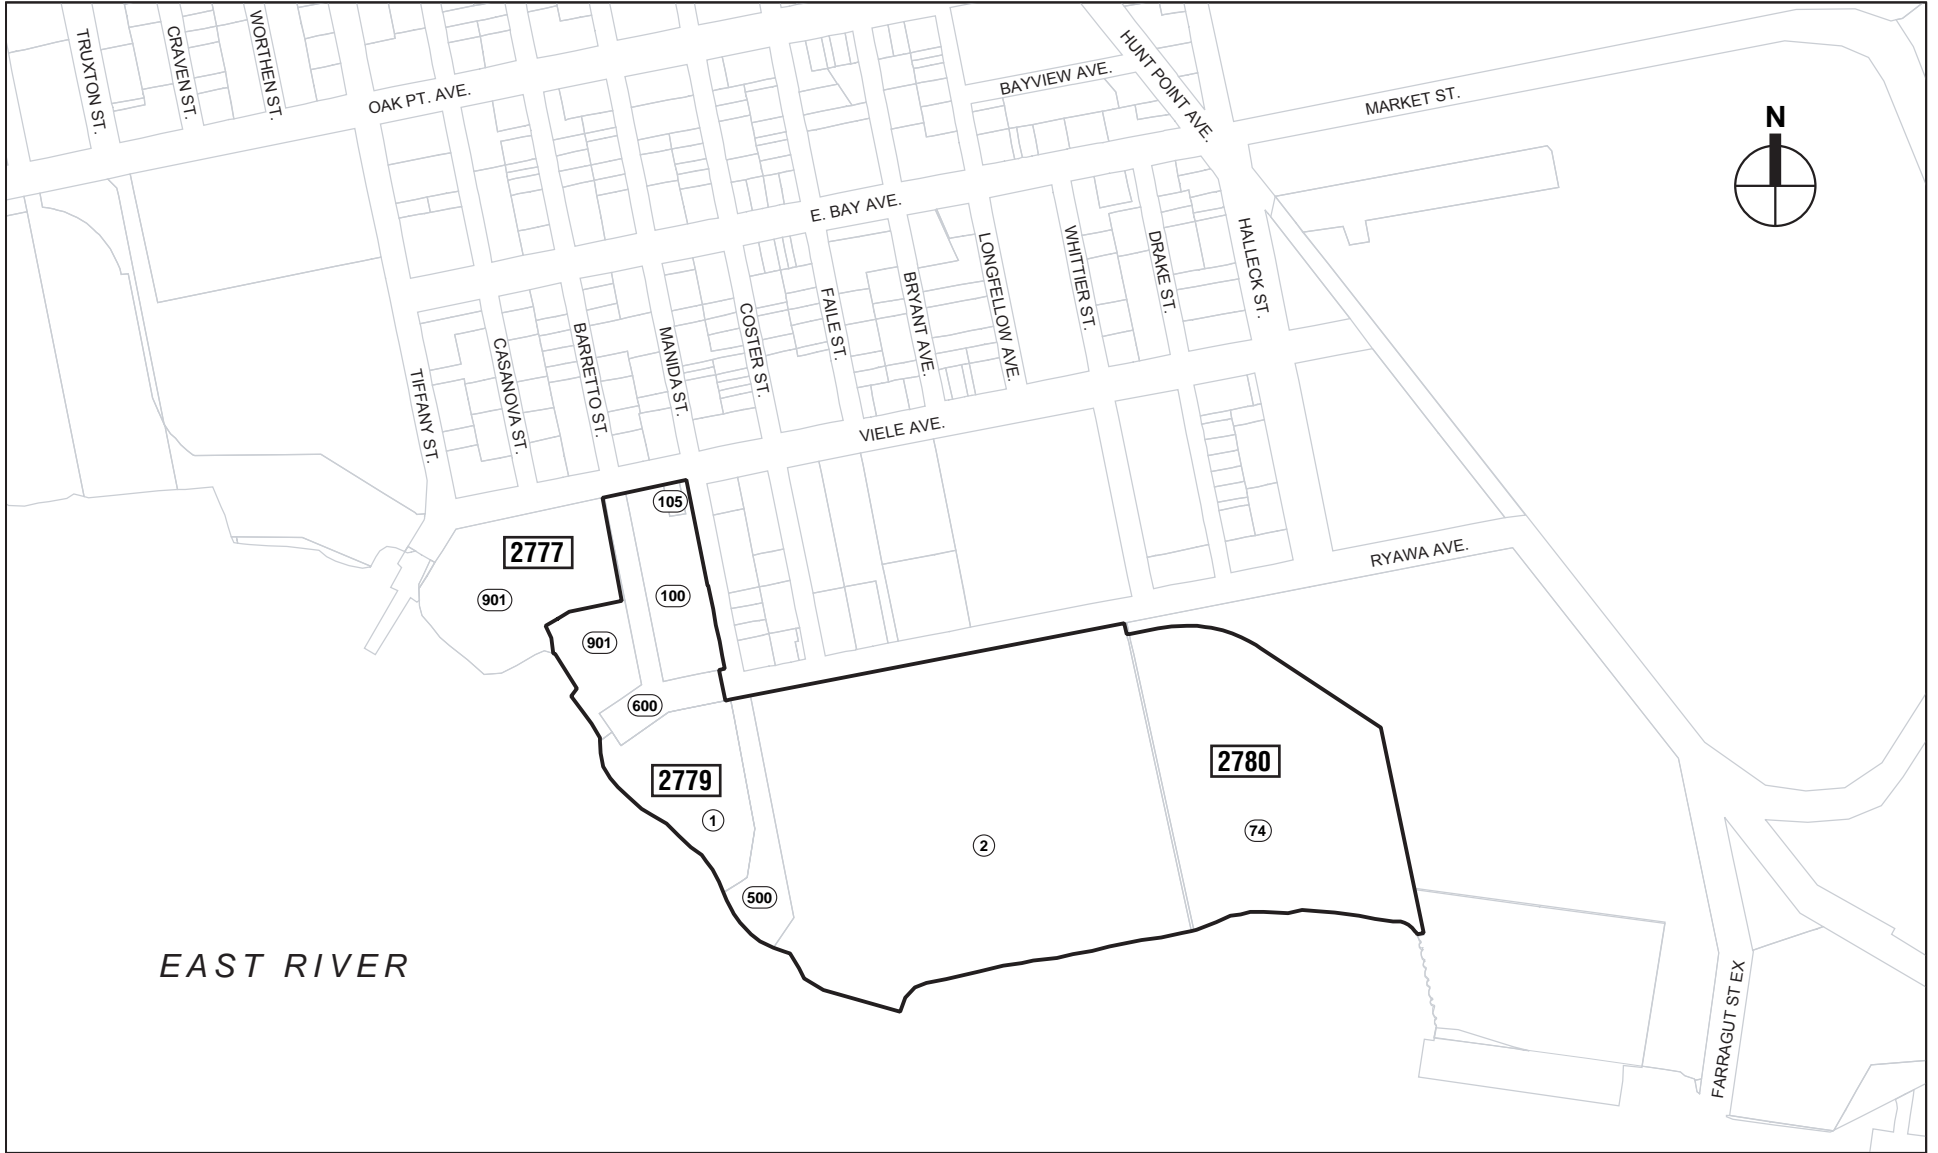 TRUXTON ST.
CRAVEN ST.
WORTHEN ST.
OAK PT. AVE.
BAYVIEW AVE.
HUNT POINT AVE.
MARKET ST.
N
E. BAY AVE.
TIFFANY ST.
CASANOVA ST.
BARRETTO ST.
MANIDA ST.
COSTER ST.
FAILE ST.
BRYANT AVE.
LONGFELLOW AVE.
WHITTIER ST.
DRAKE ST.
HALLECK ST.
VIELE AVE.
RYAWA AVE.
105
2777
901
100
901
600
2779
1
2
2780
74
500
EAST RIVER
FARRAGUT ST EX